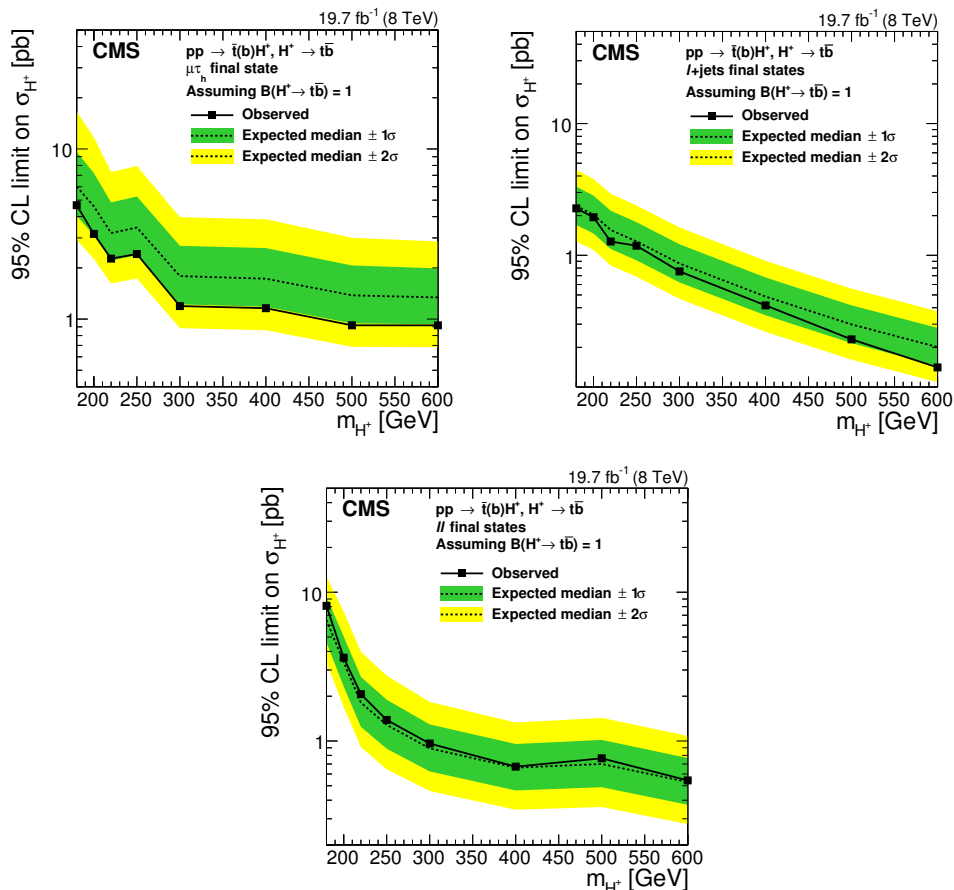 19.7 fb⁻¹ (8 TeV)
CMS
pp → t̄(b)H⁺, H⁺ → tb̄
μτₕ final state
Assuming B(H⁺→ tb̄) = 1
Observed
Expected median ± 1σ
Expected median ± 2σ
95% CL limit on σ_H⁺ [pb]
10
1
200 250 300 350 400 450 500 550 600
m_H⁺ [GeV]
19.7 fb⁻¹ (8 TeV)
CMS
pp → t̄(b)H⁺, H⁺ → tb̄
l+jets final states
Assuming B(H⁺→ tb̄) = 1
Observed
Expected median ± 1σ
Expected median ± 2σ
95% CL limit on σ_H⁺ [pb]
10
1
200 250 300 350 400 450 500 550 600
m_H⁺ [GeV]
19.7 fb⁻¹ (8 TeV)
CMS
pp → t̄(b)H⁺, H⁺ → tb̄
ll final states
Assuming B(H⁺→ tb̄) = 1
Observed
Expected median ± 1σ
Expected median ± 2σ
95% CL limit on σ_H⁺ [pb]
10
1
200 250 300 350 400 450 500 550 600
m_H⁺ [GeV]